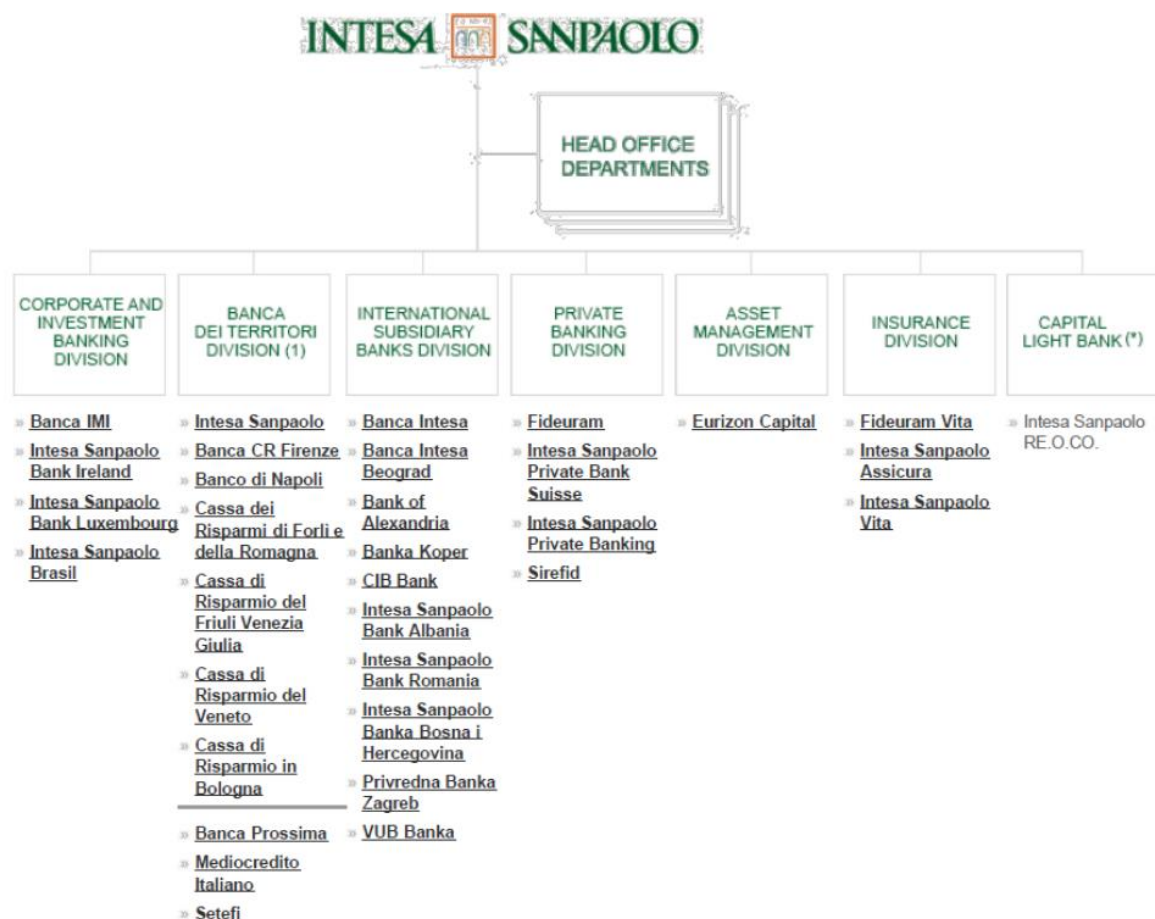 INTESA SANPAOLO
HEAD OFFICE
DEPARTMENTS
CORPORATE AND
INVESTMENT
BANKING
DIVISION
» Banca IMI
» Intesa Sanpaolo
Bank Ireland
» Intesa Sanpaolo
Bank Luxembourg
» Intesa Sanpaolo
Brasil
BANCA
DEI TERRITORI
DIVISION (1)
» Intesa Sanpaolo
» Banca CR Firenze
» Banco di Napoli
» Cassa dei
Risparmi di Forlì e
della Romagna
» Cassa di
Risparmio del
Friuli Venezia
Giulia
» Cassa di
Risparmio del
Veneto
» Cassa di
Risparmio in
Bologna
» Banca Prossima
» Mediocredito
Italiano
» Setefi
INTERNATIONAL
SUBSIDIARY
BANKS DIVISION
» Banca Intesa
» Banca Intesa
Beograd
» Bank of
Alexandria
» Banka Koper
» CIB Bank
» Intesa Sanpaolo
Bank Albania
» Intesa Sanpaolo
Bank Romania
» Intesa Sanpaolo
Banka Bosna i
Hercegovina
» Privredna Banka
Zagreb
» VUB Banka
PRIVATE
BANKING
DIVISION
» Fideuram
» Intesa Sanpaolo
Private Bank
Suisse
» Intesa Sanpaolo
Private Banking
» Sirefid
ASSET
MANAGEMENT
DIVISION
» Eurizon Capital
INSURANCE
DIVISION
» Fideuram Vita
» Intesa Sanpaolo
Assicura
» Intesa Sanpaolo
Vita
CAPITAL
LIGHT BANK (*)
» Intesa Sanpaolo
RE.O.CO.